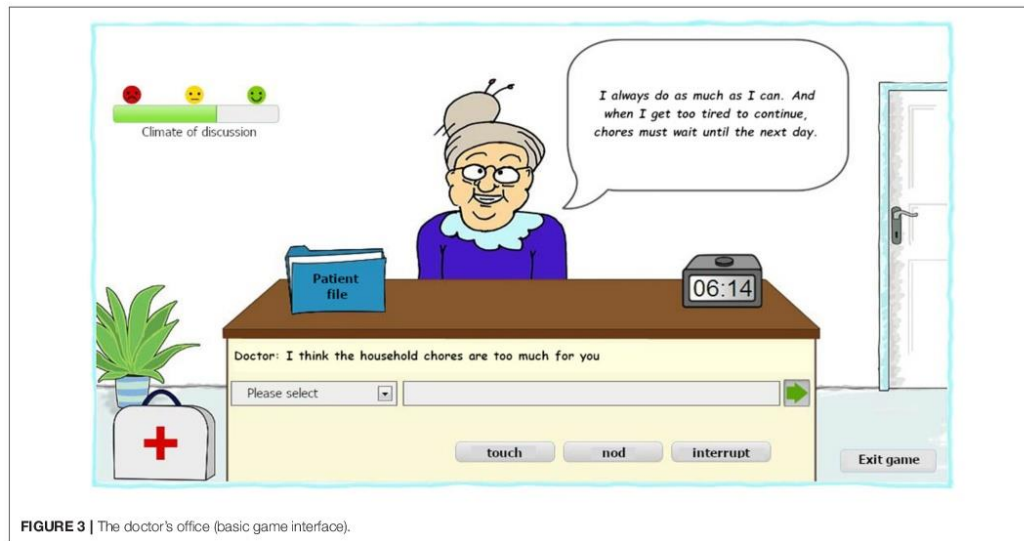 Climate of discussion
I always do as much as I can. And
when I get too tired to continue,
chores must wait until the next day.
Patient
file
06:14
Doctor: I think the household chores are too much for you
Please select
touch
nod
interrupt
Exit game
FIGURE 3 | The doctor's office (basic game interface).